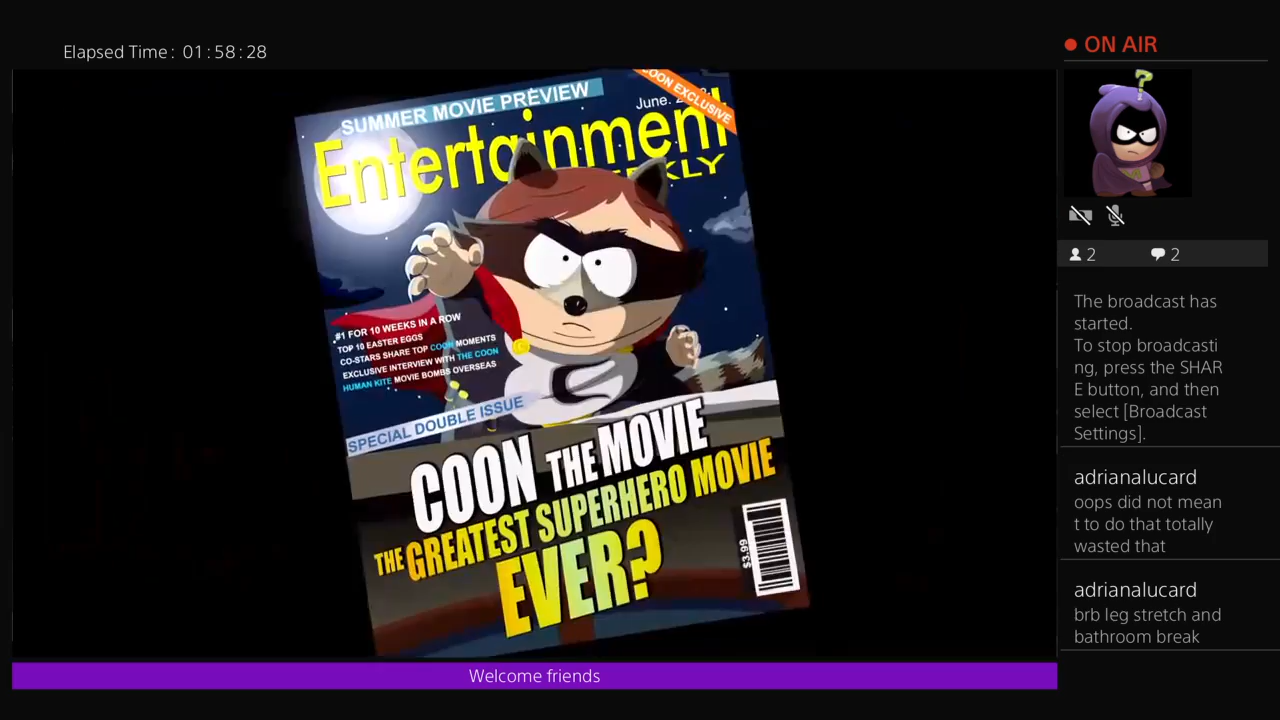 Elapsed Time: 01:58:28
ON AIR
SUMMER MOVIE PREVIEW
COON EXCLUSIVE
June.
Entertainment
#1 FOR 10 WEEKS IN A ROW
TOP 10 EASTER EGGS
CO-STARS SHARE TOP COON MOMENTS
EXCLUSIVE INTERVIEW WITH THE COON
HUMAN KITE MOVIE BOMBS OVERSEAS
SPECIAL DOUBLE ISSUE
COON THE MOVIE
THE GREATEST SUPERHERO MOVIE
EVER?
$3.99
?
2
2
The broadcast has
started.
To stop broadcasti
ng, press the SHAR
E button, and then
select [Broadcast
Settings].
adrianalucard
oops did not mean
t to do that totally
wasted that
adrianalucard
brb leg stretch and
bathroom break
Welcome friends